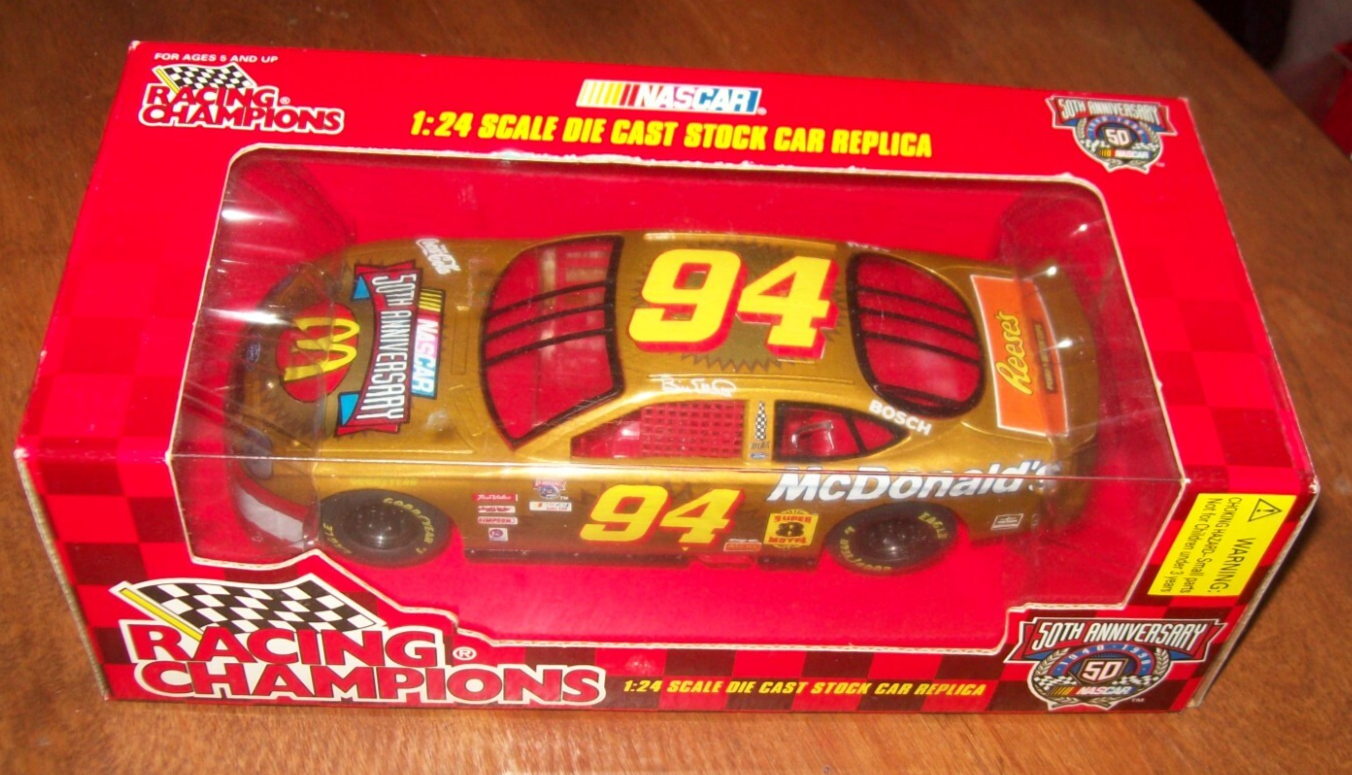 FOR AGES 5 AND UP
RACING®
CHAMPIONS
NASCAR®
1:24 SCALE DIE CAST STOCK CAR REPLICA
50TH ANNIVERSARY
50
NASCAR
94
NASCAR
50TH ANNIVERSARY
Reese's
BOSCH
McDonald's
94
SUPER
8
MOTEL
SIMPSON
GOODYEAR
EAGLE
WARNING:
CHOKING HAZARD-Small parts
Not for Children under 3 years
RACING®
CHAMPIONS
1:24 SCALE DIE CAST STOCK CAR REPLICA
50TH ANNIVERSARY
50
NASCAR
TM